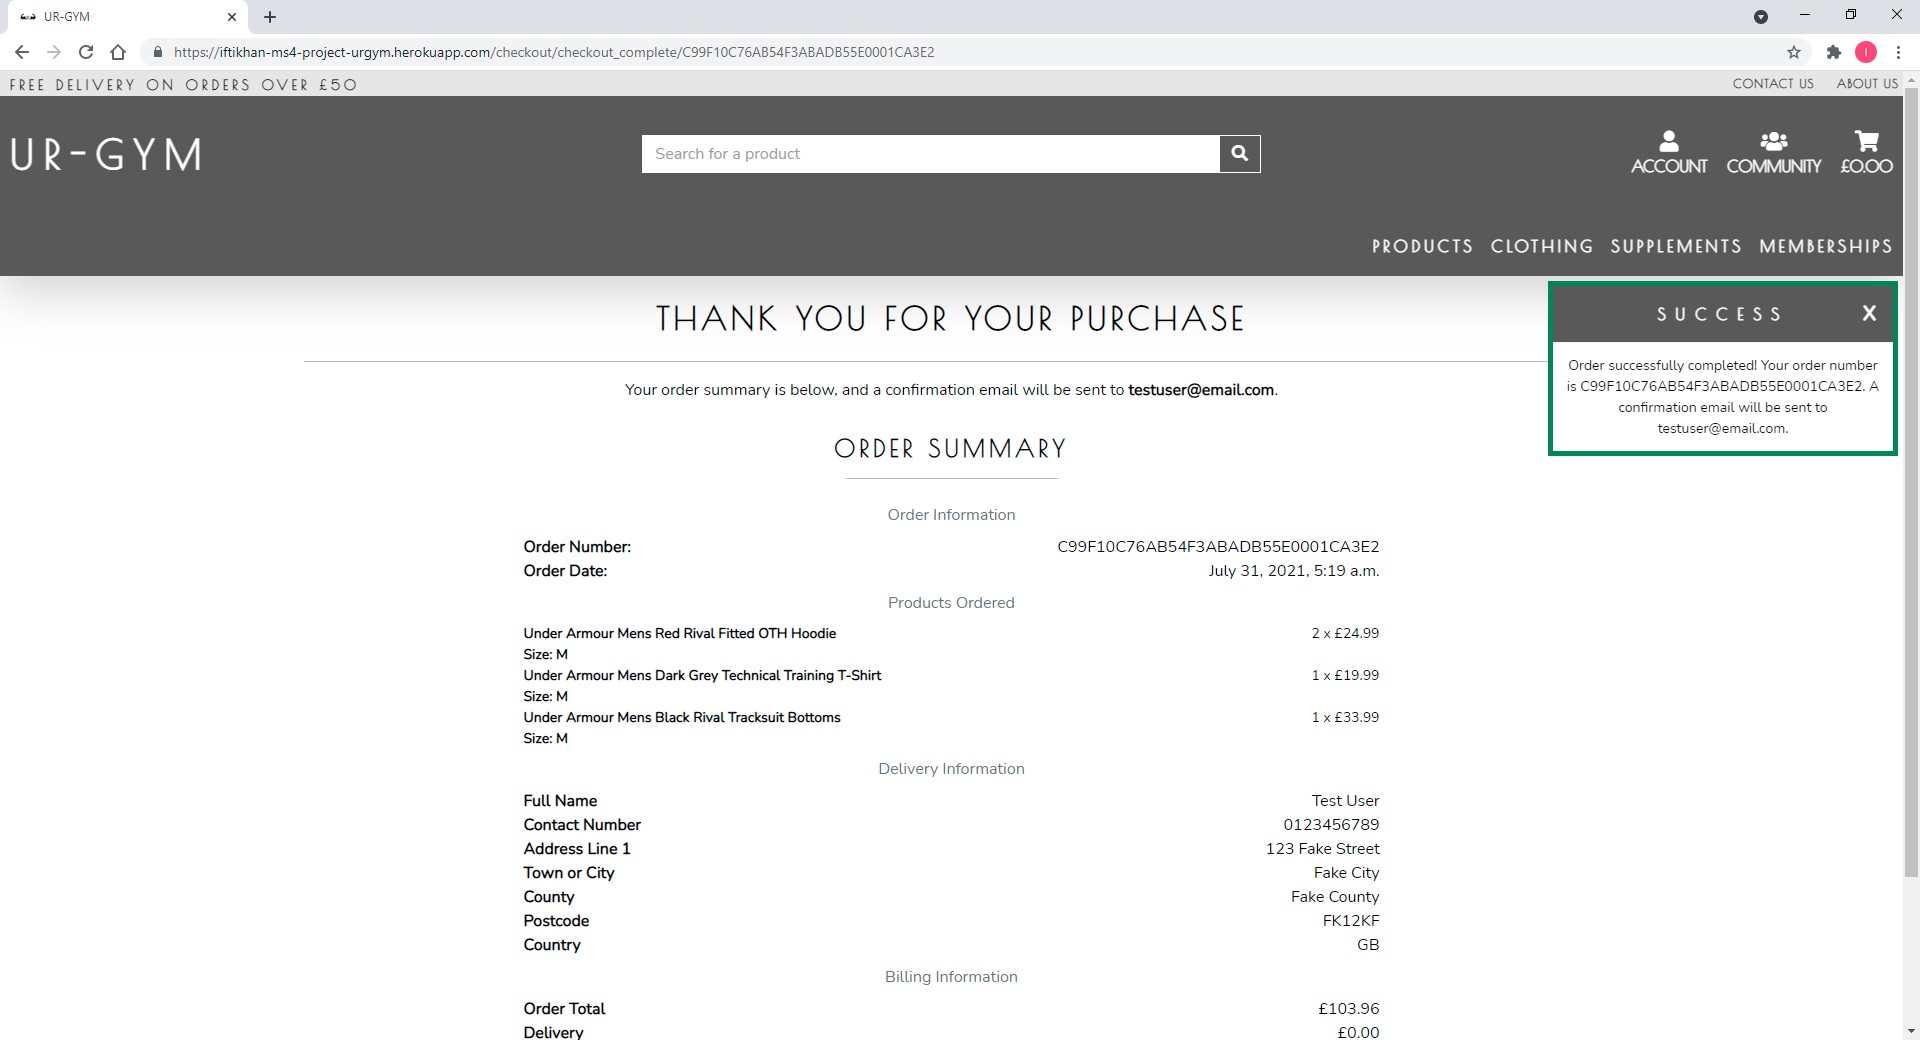 UR-GYM
https://iftikhan-ms4-project-urgym.herokuapp.com/checkout/checkout_complete/C99F10C76AB54F3ABADB55E0001CA3E2
I
FREE DELIVERY ON ORDERS OVER £50
CONTACT US
ABOUT US
UR-GYM
Search for a product
ACCOUNT
COMMUNITY
£0.00
PRODUCTS
CLOTHING
SUPPLEMENTS
MEMBERSHIPS
THANK YOU FOR YOUR PURCHASE
SUCCESS X
Order successfully completed! Your order number
is C99F10C76AB54F3ABADB55E0001CA3E2. A
confirmation email will be sent to
testuser@email.com.
Your order summary is below, and a confirmation email will be sent to testuser@email.com.
ORDER SUMMARY
Order Information
Order Number: C99F10C76AB54F3ABADB55E0001CA3E2
Order Date: July 31, 2021, 5:19 a.m.
Products Ordered
Under Armour Mens Red Rival Fitted OTH Hoodie 2 x £24.99
Size: M
Under Armour Mens Dark Grey Technical Training T-Shirt 1 x £19.99
Size: M
Under Armour Mens Black Rival Tracksuit Bottoms 1 x £33.99
Size: M
Delivery Information
Full Name Test User
Contact Number 0123456789
Address Line 1 123 Fake Street
Town or City Fake City
County Fake County
Postcode FK12KF
Country GB
Billing Information
Order Total £103.96
Delivery £0.00